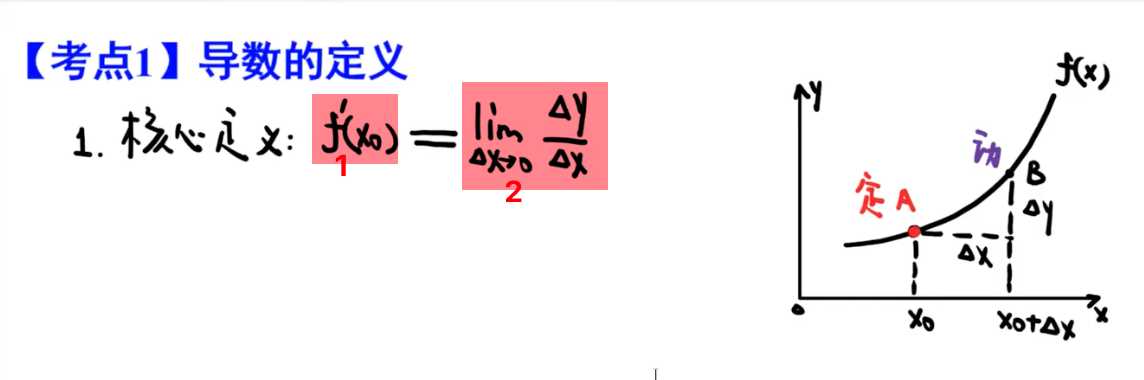 【考点1】导数的定义
1. 核心定义: f'(x₀) = lim Δx→0 Δy/Δx
1
2
y
f(x)
动
B
定 A
Δy
Δx
0
x₀
x₀+Δx
x